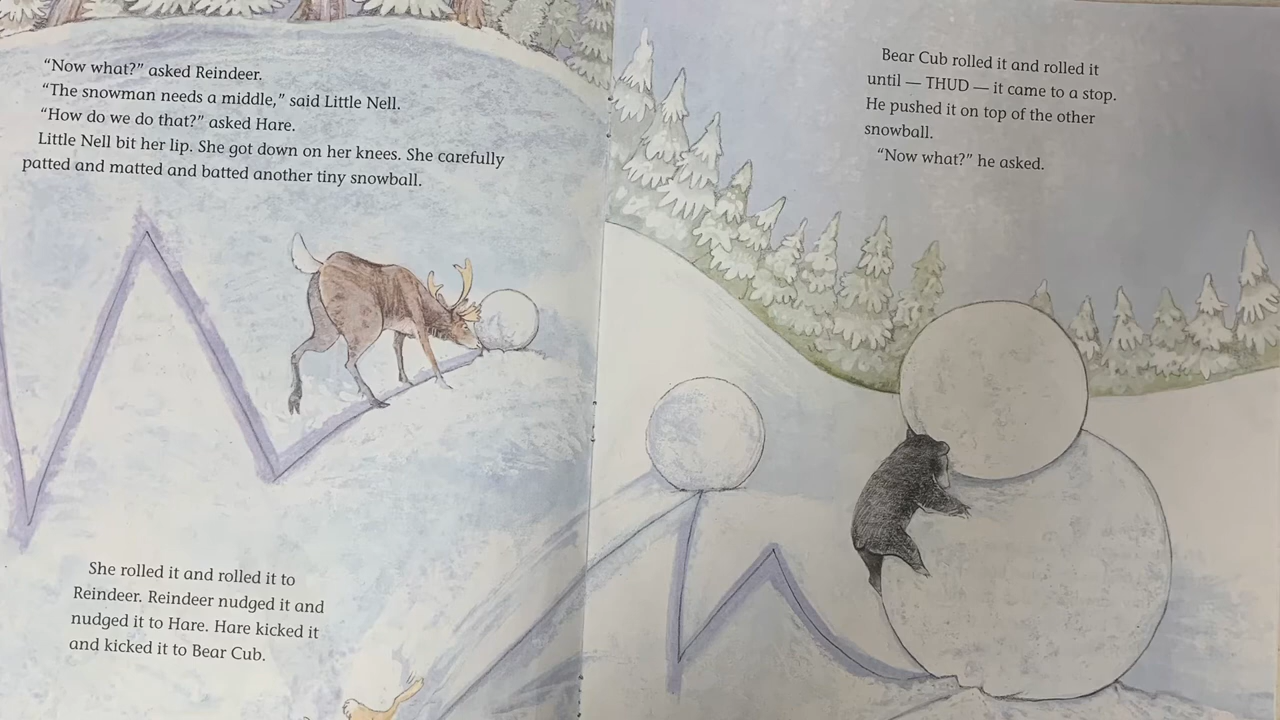 “Now what?” asked Reindeer.
“The snowman needs a middle,” said Little Nell.
“How do we do that?” asked Hare.
Little Nell bit her lip. She got down on her knees. She carefully
patted and matted and batted another tiny snowball.
She rolled it and rolled it to
Reindeer. Reindeer nudged it and
nudged it to Hare. Hare kicked it
and kicked it to Bear Cub.
Bear Cub rolled it and rolled it
until — THUD — it came to a stop.
He pushed it on top of the other
snowball.
“Now what?” he asked.